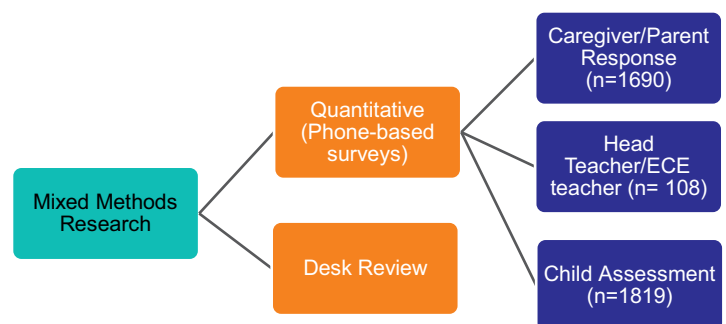 Mixed Methods
Research
Quantitative
(Phone-based
surveys)
Desk Review
Caregiver/Parent
Response
(n=1690)
Head
Teacher/ECE
teacher (n= 108)
Child Assessment
(n=1819)